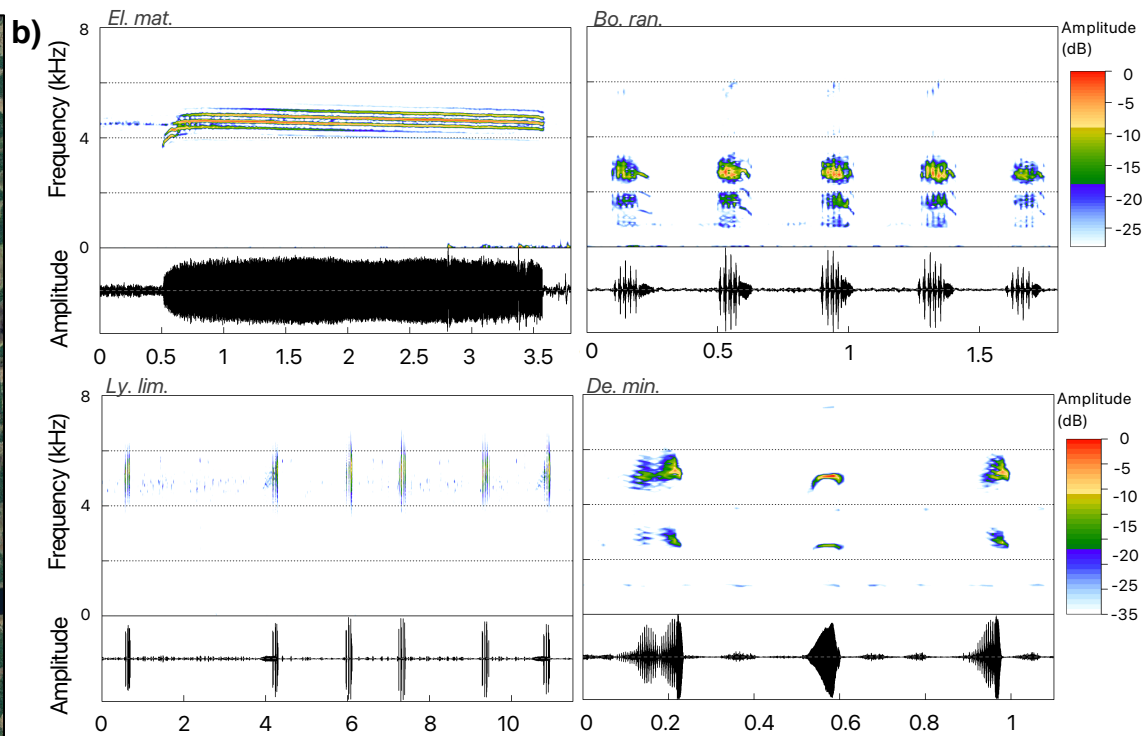 b)
El. mat.
8
4
0
Frequency (kHz)
Amplitude
0 0.5 1 1.5 2 2.5 3 3.5
Bo. ran.
0 0.5 1 1.5
Amplitude
(dB)
0
-5
-10
-15
-20
-25
Ly. lim.
8
4
0
Frequency (kHz)
Amplitude
0 2 4 6 8 10
De. min.
0 0.2 0.4 0.6 0.8 1
Amplitude
(dB)
0
-5
-10
-15
-20
-25
-35